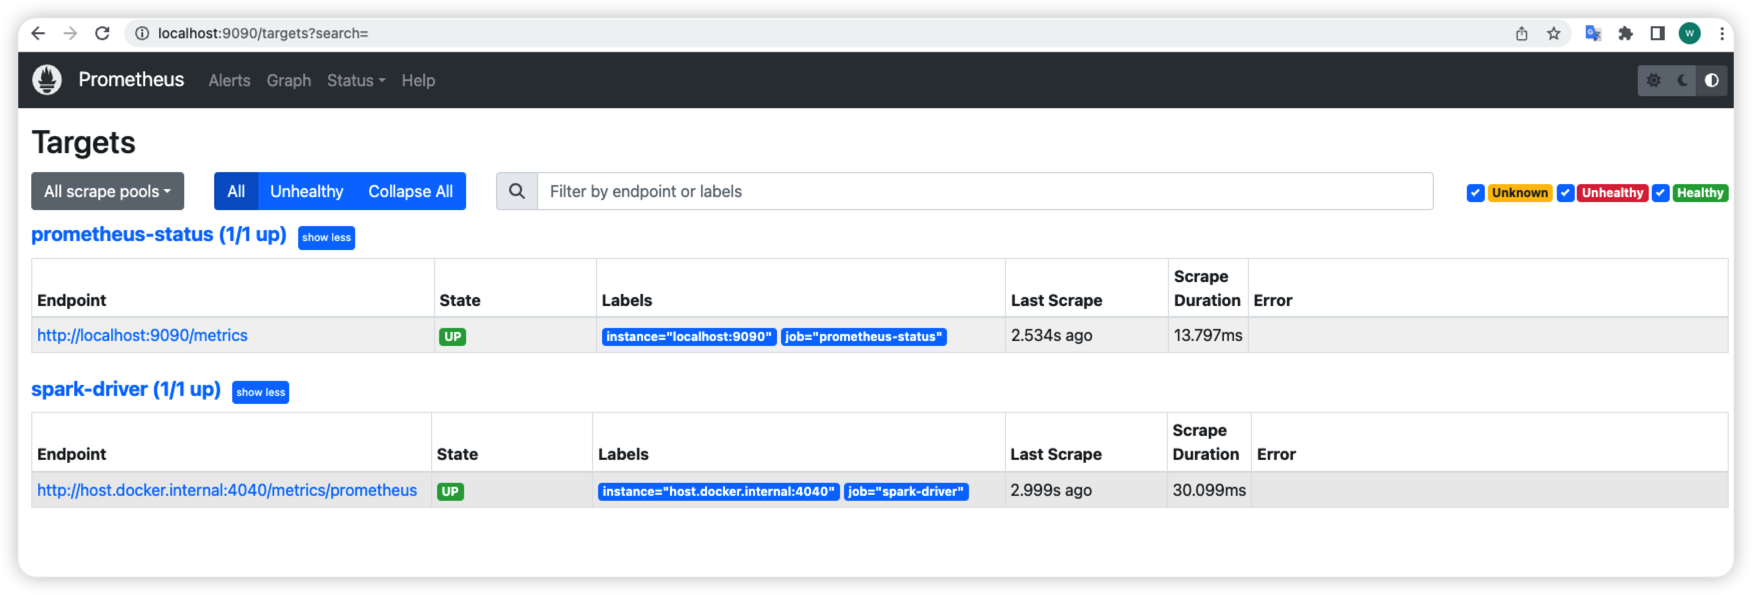 localhost:9090/targets?search=
W
Prometheus Alerts Graph Status Help
Targets
All scrape pools All Unhealthy Collapse All Filter by endpoint or labels Unknown Unhealthy Healthy
prometheus-status (1/1 up) show less
Endpoint State Labels Last Scrape Scrape Duration Error
http://localhost:9090/metrics UP instance="localhost:9090" job="prometheus-status" 2.534s ago 13.797ms
spark-driver (1/1 up) show less
Endpoint State Labels Last Scrape Scrape Duration Error
http://host.docker.internal:4040/metrics/prometheus UP instance="host.docker.internal:4040" job="spark-driver" 2.999s ago 30.099ms